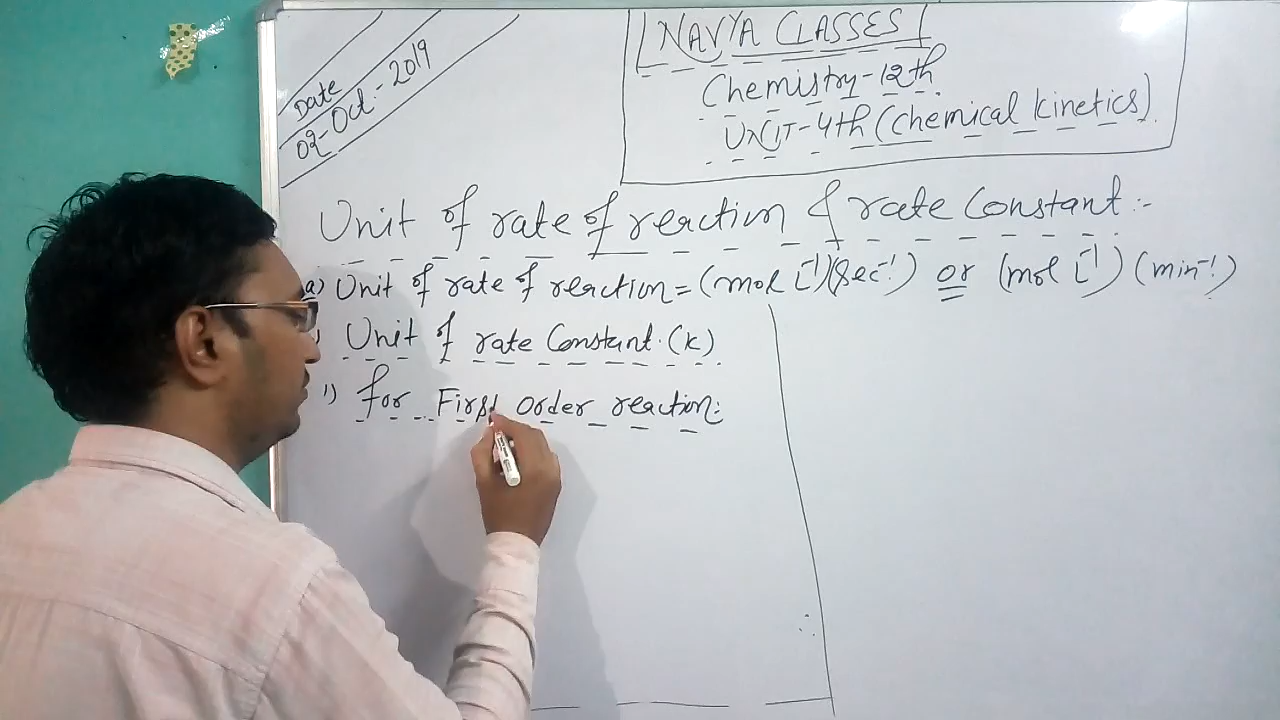 Date
02-Oct:-2019
NAVYA CLASSES
Chemistry-12th
UNIT-4th (Chemical kinetics)
Unit of rate of reaction & rate Constant:-
a) Unit of rate of reaction = (mol L⁻¹)(Sec⁻¹) or (mol L⁻¹) (min⁻¹)
) Unit of rate Constant.(K)
1) for First order reaction: